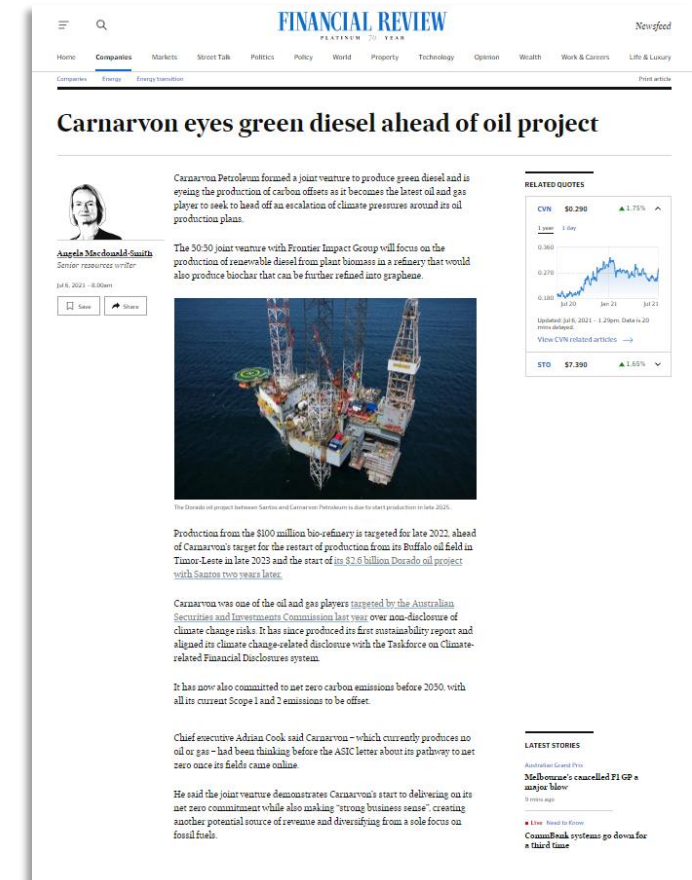 FINANCIAL REVIEW
PLATINUM 70 YEAR
Newsfeed
Home Companies Markets Street Talk Politics Policy World Property Technology Opinion Wealth Work & Careers Life & Luxury
Companies Energy Energy transition
Print article
Carnarvon eyes green diesel ahead of oil project
Angela Macdonald-Smith
Senior resources writer
Jul 6, 2021 – 8.00am
Save
Share
Carnarvon Petroleum formed a joint venture to produce green diesel and is
eyeing the production of carbon offsets as it becomes the latest oil and gas
player to seek to head off an escalation of climate pressures around its oil
production plans.
The 50:50 joint venture with Frontier Impact Group will focus on the
production of renewable diesel from plant biomass in a refinery that would
also produce biochar that can be further refined into graphene.
The Dorado oil project between Santos and Carnarvon Petroleum is due to start production in late 2025.
Production from the $100 million bio-refinery is targeted for late 2022, ahead
of Carnarvon's target for the restart of production from its Buffalo oil field in
Timor-Leste in late 2023 and the start of its $2.6 billion Dorado oil project
with Santos two years later.
Carnarvon was one of the oil and gas players targeted by the Australian
Securities and Investments Commission last year over non-disclosure of
climate change risks. It has since produced its first sustainability report and
aligned its climate change-related disclosure with the Taskforce on Climate-
related Financial Disclosures system.
It has now also committed to net zero carbon emissions before 2050, with
all its current Scope 1 and 2 emissions to be offset.
Chief executive Adrian Cook said Carnarvon – which currently produces no
oil or gas – had been thinking before the ASIC letter about its pathway to net
zero once its fields came online.
He said the joint venture demonstrates Carnarvon's start to delivering on its
net zero commitment while also making "strong business sense", creating
another potential source of revenue and diversifying from a sole focus on
fossil fuels.
RELATED QUOTES
CVN $0.290 ▲ 1.75%
1 year 1 day
0.360
0.270
0.180
Jul 20 Jan 21 Jul 21
Updated: Jul 6, 2021 – 1.29pm. Data is 20
mins delayed.
View CVN related articles →
STO $7.390 ▲ 1.65%
LATEST STORIES
Australian Grand Prix
Melbourne's cancelled F1 GP a
major blow
9 mins ago
Live Need to Know
CommBank systems go down for
a third time